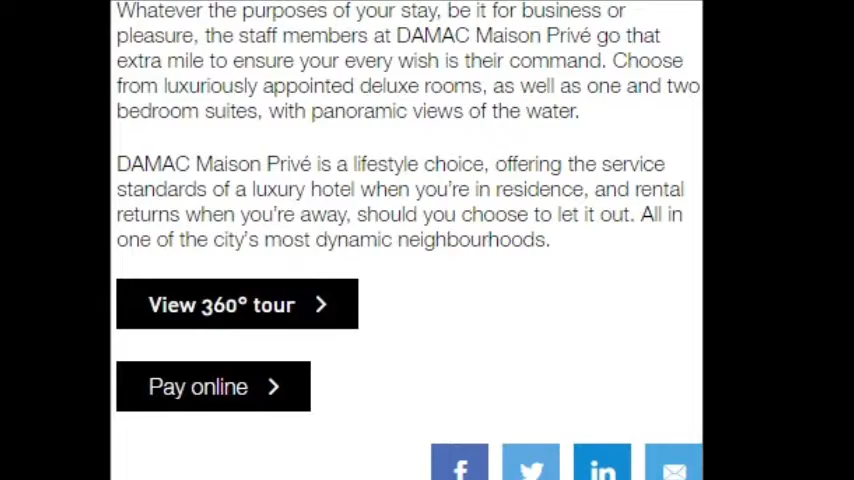 Whatever the purposes of your stay, be it for business or
pleasure, the staff members at DAMAC Maison Privé go that
extra mile to ensure your every wish is their command. Choose
from luxuriously appointed deluxe rooms, as well as one and two
bedroom suites, with panoramic views of the water.
DAMAC Maison Privé is a lifestyle choice, offering the service
standards of a luxury hotel when you're in residence, and rental
returns when you're away, should you choose to let it out. All in
one of the city's most dynamic neighbourhoods.
View 360° tour
Pay online
f
in